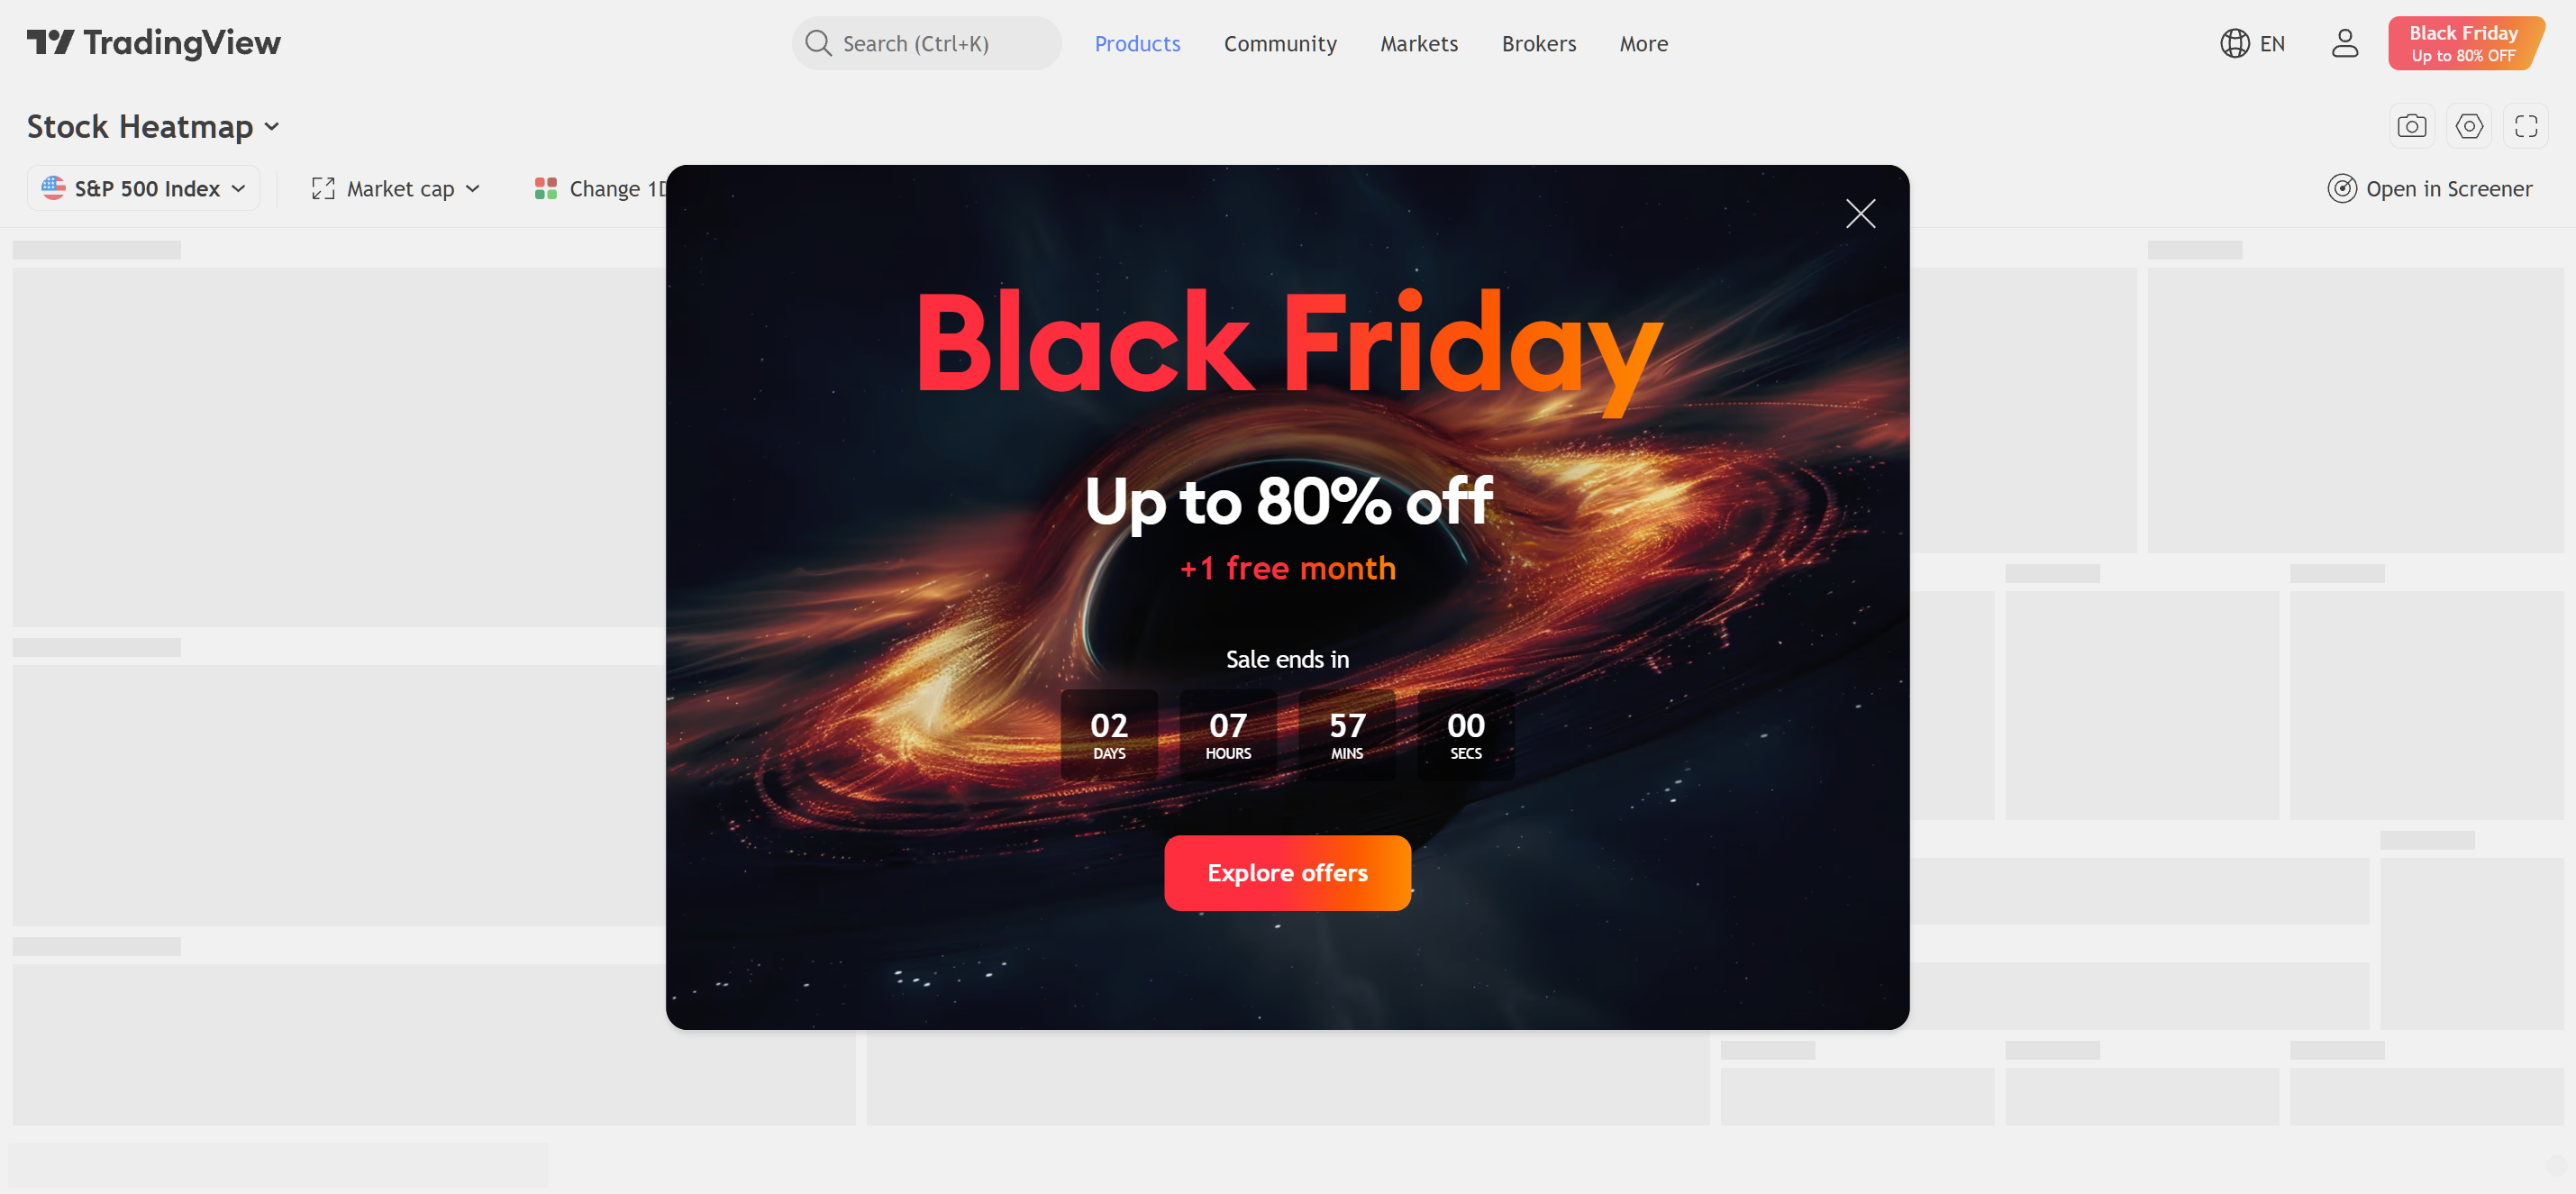 TradingView
Search (Ctrl+K)
Products
Community
Markets
Brokers
More
EN
Black Friday
Up to 80% OFF
Stock Heatmap
S&P 500 Index
Market cap
Change 1D
Open in Screener
Black Friday
Up to 80% off
+1 free month
Sale ends in
02 07 57 00
DAYS HOURS MINS SECS
Explore offers